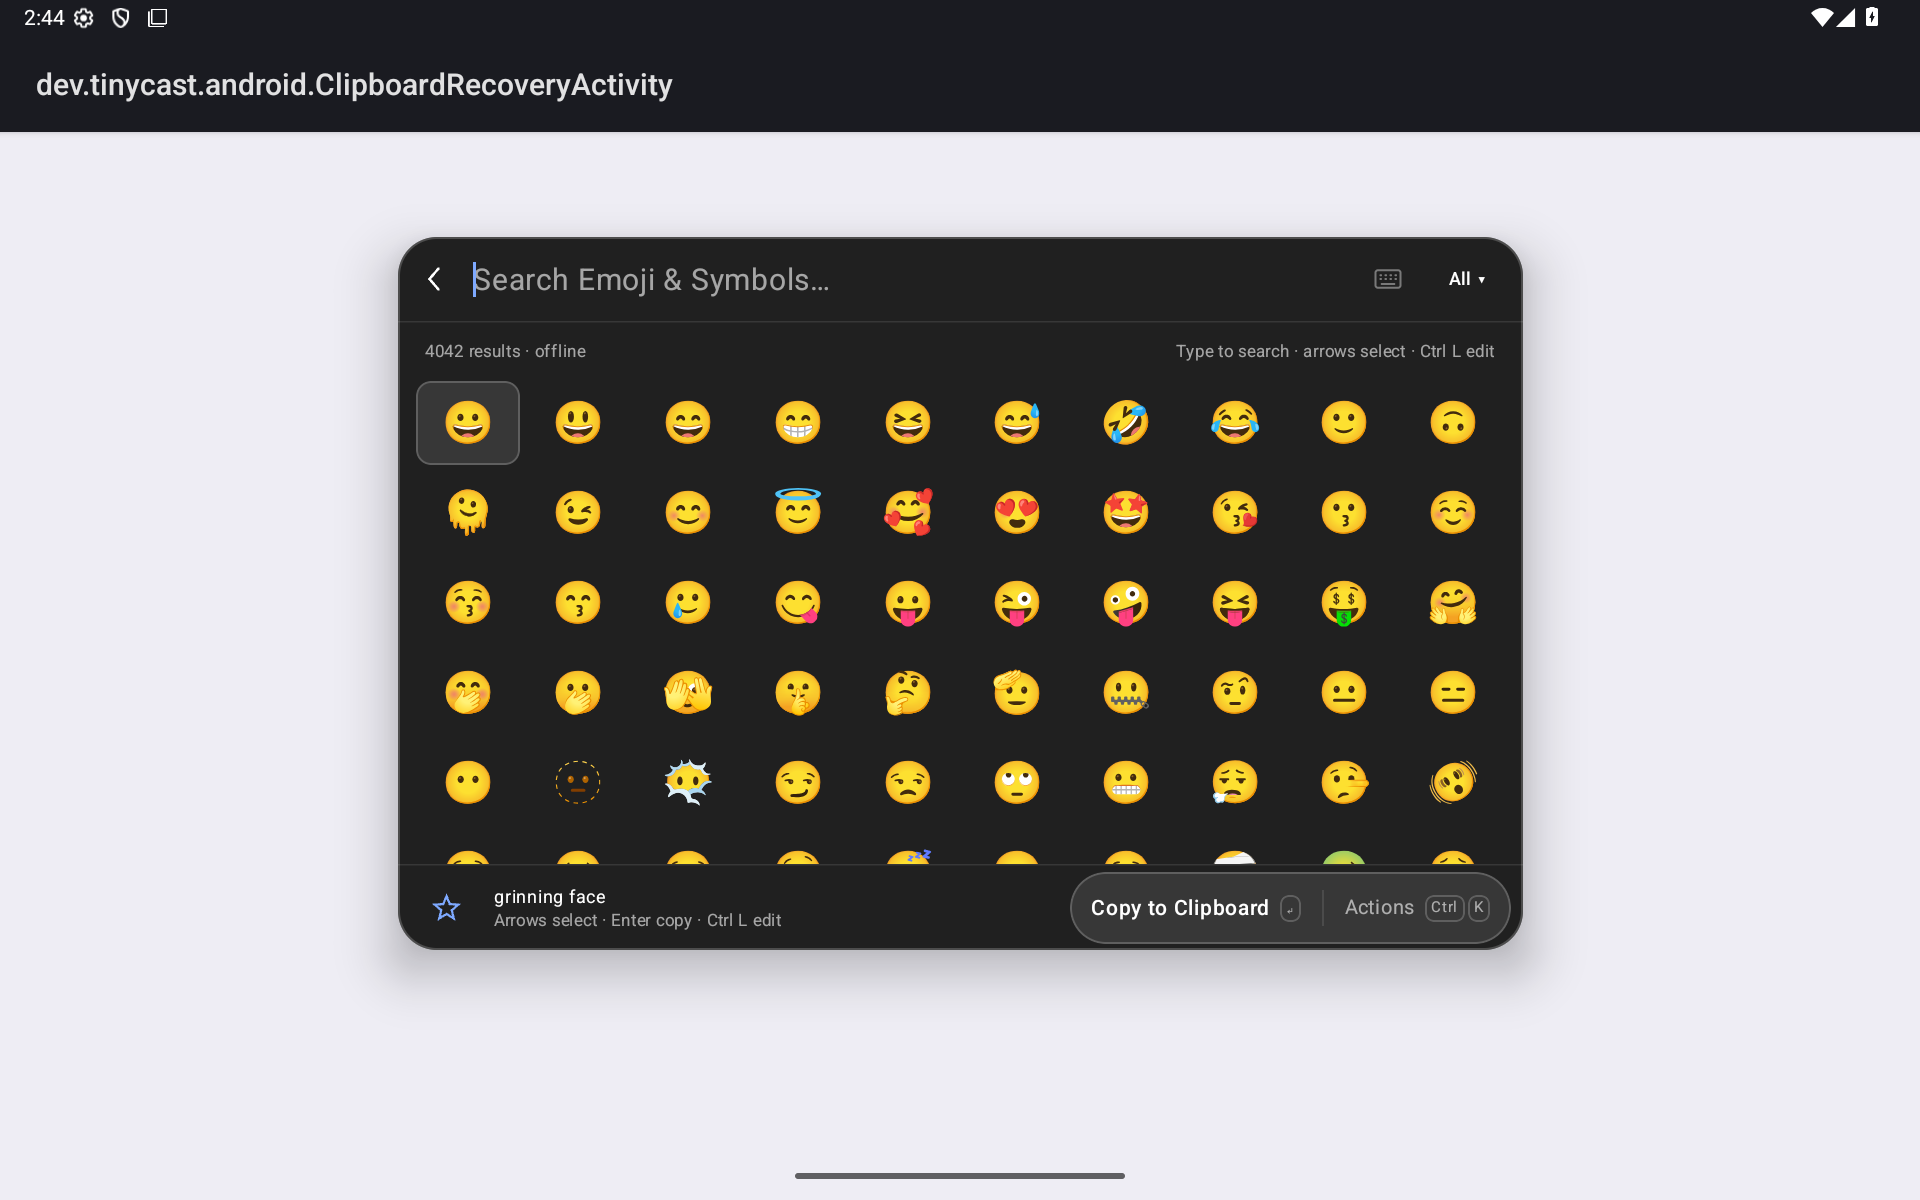 2:44
dev.tinycast.android.ClipboardRecoveryActivity
Search Emoji & Symbols...
All ▾
4042 results · offline
Type to search · arrows select · Ctrl L edit
grinning face
Arrows select · Enter copy · Ctrl L edit
Copy to Clipboard ↲
Actions Ctrl K